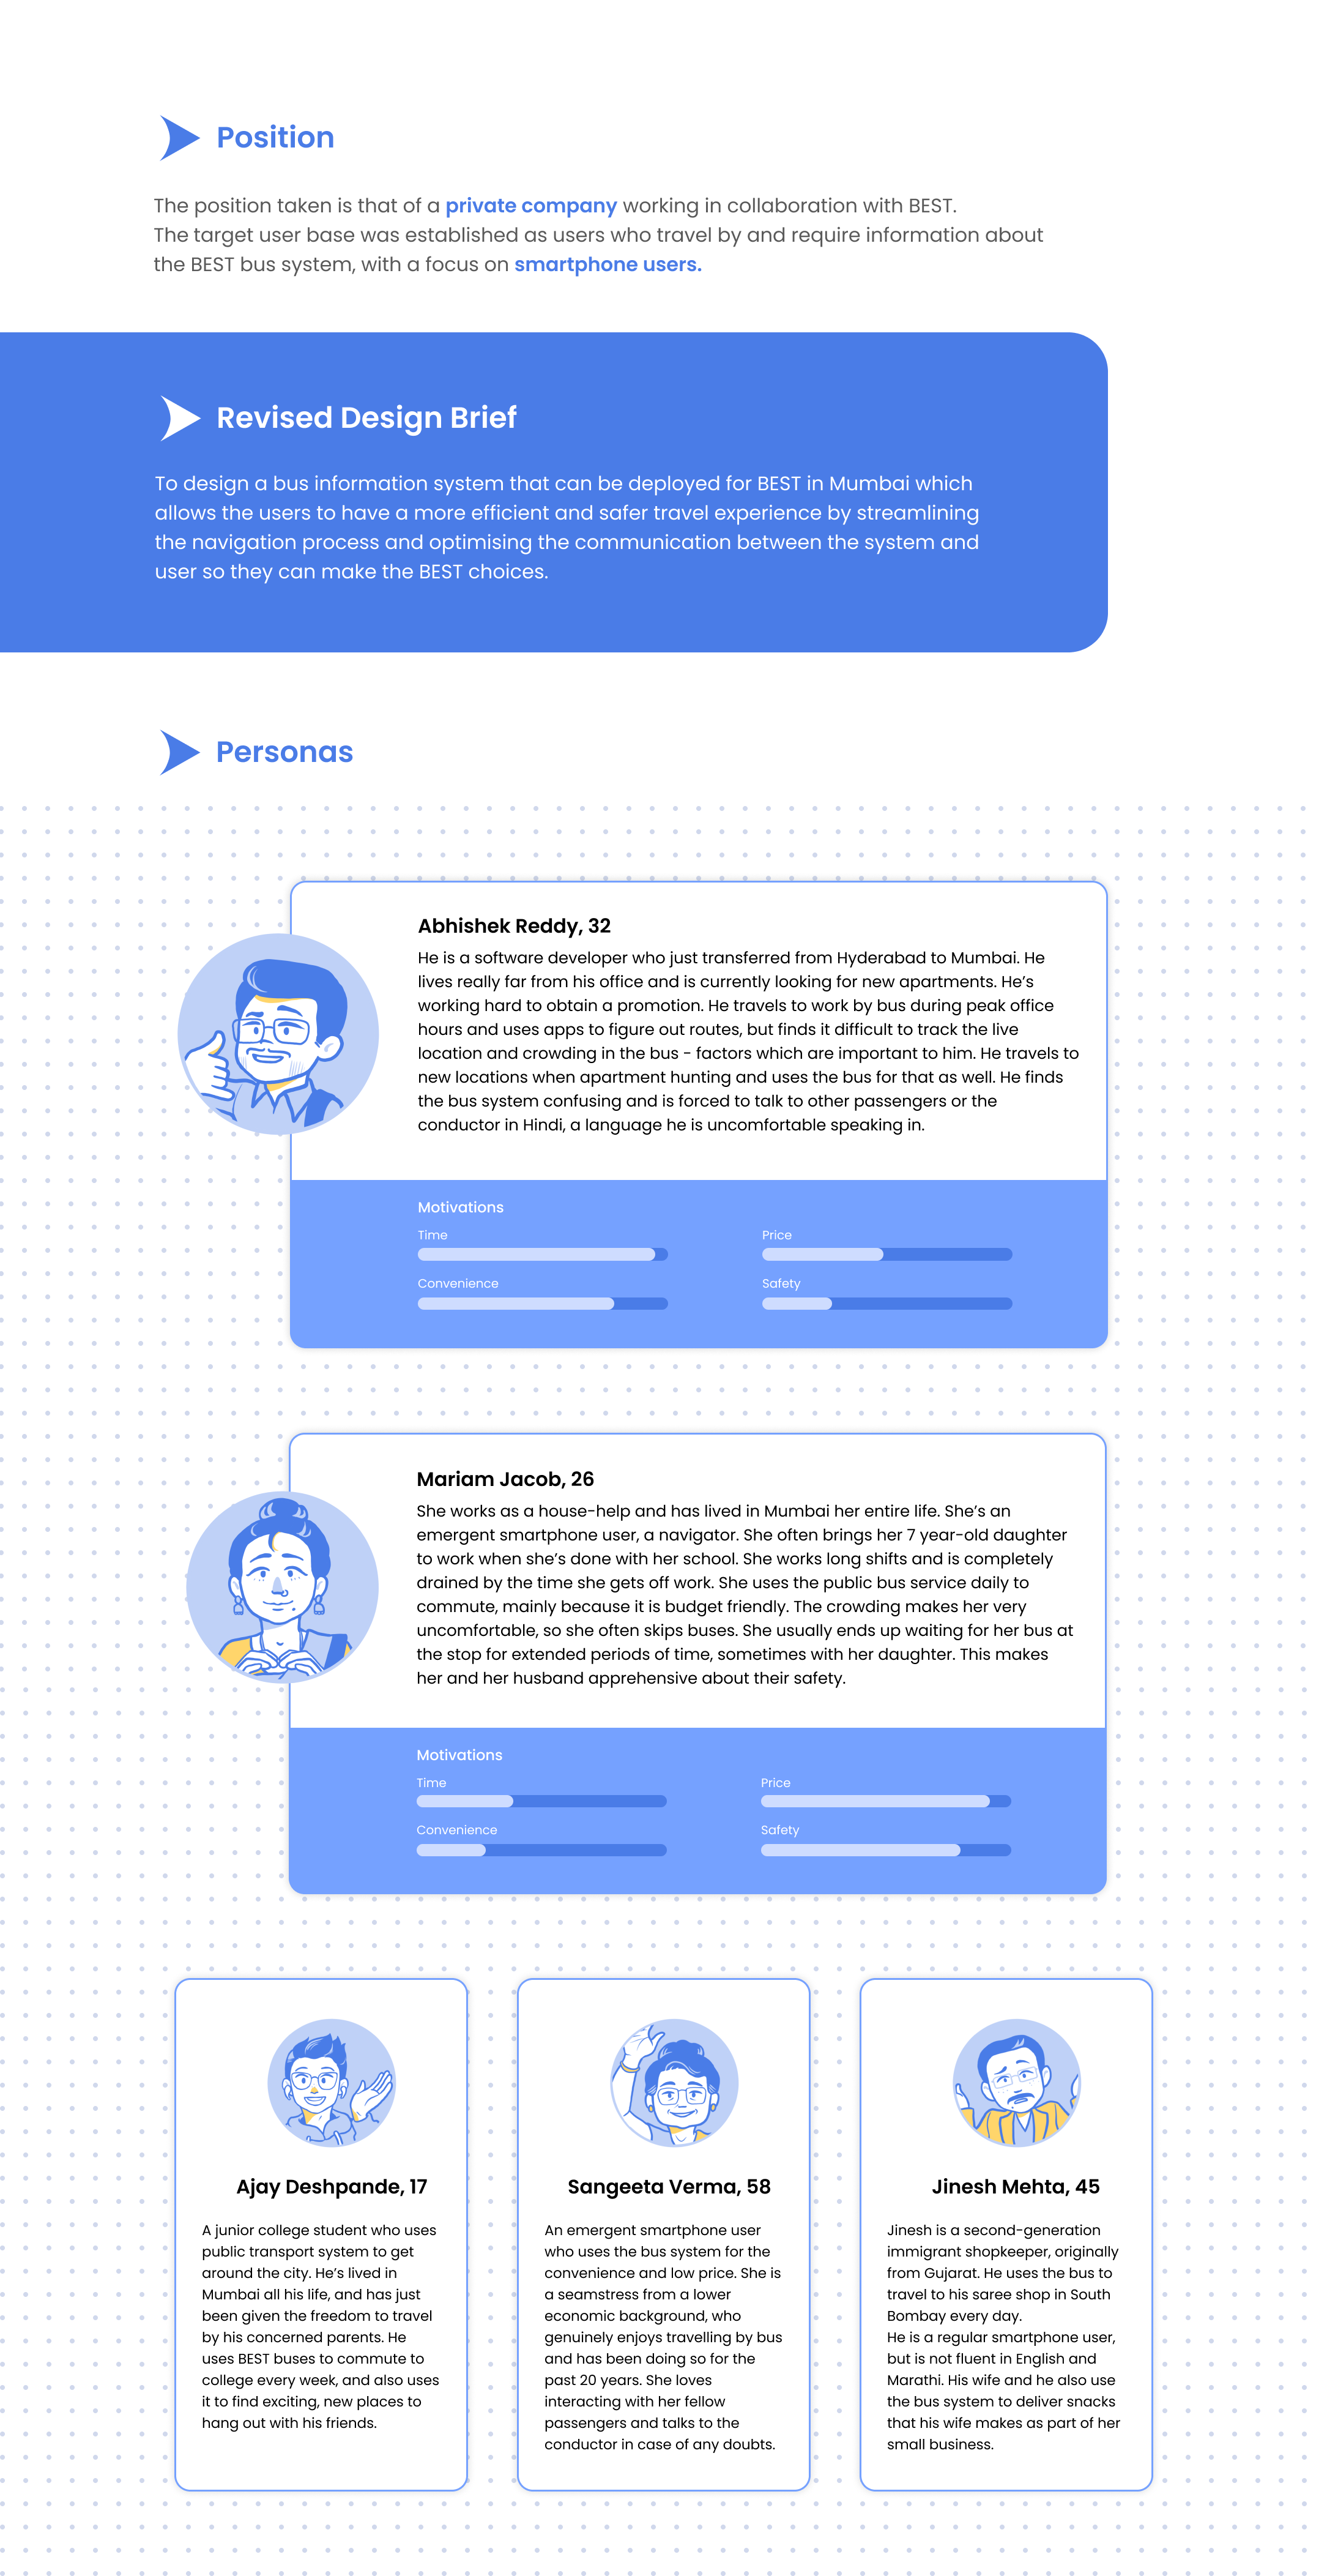 Position
The position taken is that of a private company working in collaboration with BEST.
The target user base was established as users who travel by and require information about
the BEST bus system, with a focus on smartphone users.
Revised Design Brief
To design a bus information system that can be deployed for BEST in Mumbai which
allows the users to have a more efficient and safer travel experience by streamlining
the navigation process and optimising the communication between the system and
user so they can make the BEST choices.
Personas
Abhishek Reddy, 32
He is a software developer who just transferred from Hyderabad to Mumbai. He
lives really far from his office and is currently looking for new apartments. He’s
working hard to obtain a promotion. He travels to work by bus during peak office
hours and uses apps to figure out routes, but finds it difficult to track the live
location and crowding in the bus - factors which are important to him. He travels to
new locations when apartment hunting and uses the bus for that as well. He finds
the bus system confusing and is forced to talk to other passengers or the
conductor in Hindi, a language he is uncomfortable speaking in.
Motivations
Time
Price
Convenience
Safety
Mariam Jacob, 26
She works as a house-help and has lived in Mumbai her entire life. She’s an
emergent smartphone user, a navigator. She often brings her 7 year-old daughter
to work when she’s done with her school. She works long shifts and is completely
drained by the time she gets off work. She uses the public bus service daily to
commute, mainly because it is budget friendly. The crowding makes her very
uncomfortable, so she often skips buses. She usually ends up waiting for her bus at
the stop for extended periods of time, sometimes with her daughter. This makes
her and her husband apprehensive about their safety.
Motivations
Time
Price
Convenience
Safety
Ajay Deshpande, 17
A junior college student who uses
public transport system to get
around the city. He’s lived in
Mumbai all his life, and has just
been given the freedom to travel
by his concerned parents. He
uses BEST buses to commute to
college every week, and also uses
it to find exciting, new places to
hang out with his friends.
Sangeeta Verma, 58
An emergent smartphone user
who uses the bus system for the
convenience and low price. She is
a seamstress from a lower
economic background, who
genuinely enjoys travelling by bus
and has been doing so for the
past 20 years. She loves
interacting with her fellow
passengers and talks to the
conductor in case of any doubts.
Jinesh Mehta, 45
Jinesh is a second-generation
immigrant shopkeeper, originally
from Gujarat. He uses the bus to
travel to his saree shop in South
Bombay every day.
He is a regular smartphone user,
but is not fluent in English and
Marathi. His wife and he also use
the bus system to deliver snacks
that his wife makes as part of her
small business.